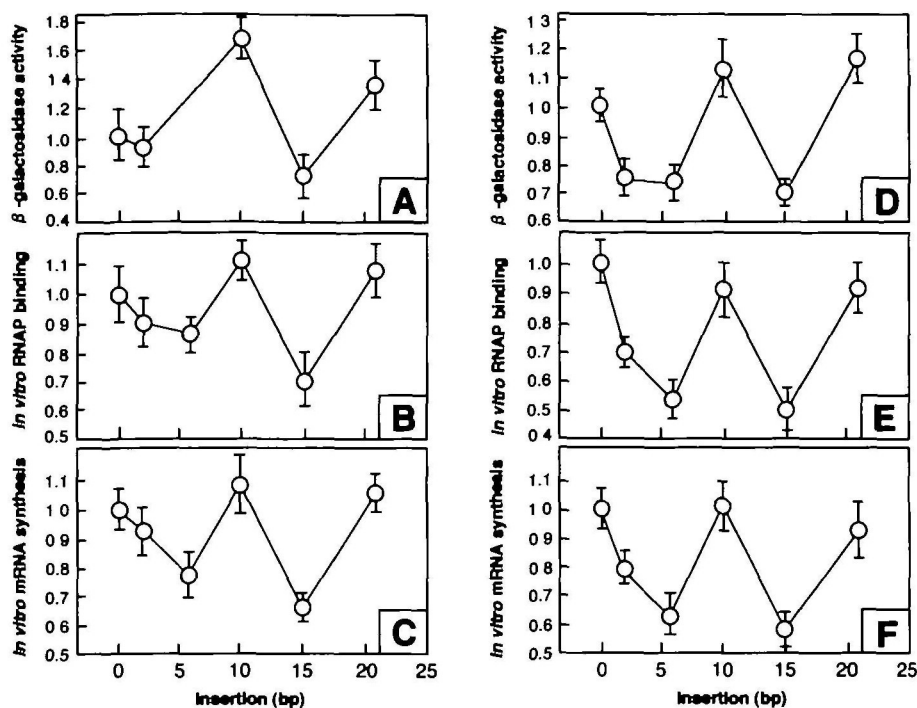 β-galactosidase activity
1.8
1.6
1.4
1.2
1.0
0.8
0.6
0.4
A
In vitro RNAP binding
1.1
1.0
0.9
0.8
0.7
0.6
0.5
B
In vitro mRNA synthesis
1.1
1.0
0.9
0.8
0.7
0.6
0.5
C
0 5 10 15 20 25
Insertion (bp)
β-galactosidase activity
1.3
1.2
1.1
1.0
0.9
0.8
0.7
0.6
D
In vitro RNAP binding
1.0
0.9
0.8
0.7
0.6
0.5
0.4
E
In vitro mRNA synthesis
1.1
1.0
0.9
0.8
0.7
0.6
0.5
F
0 5 10 15 20 25
Insertion (bp)